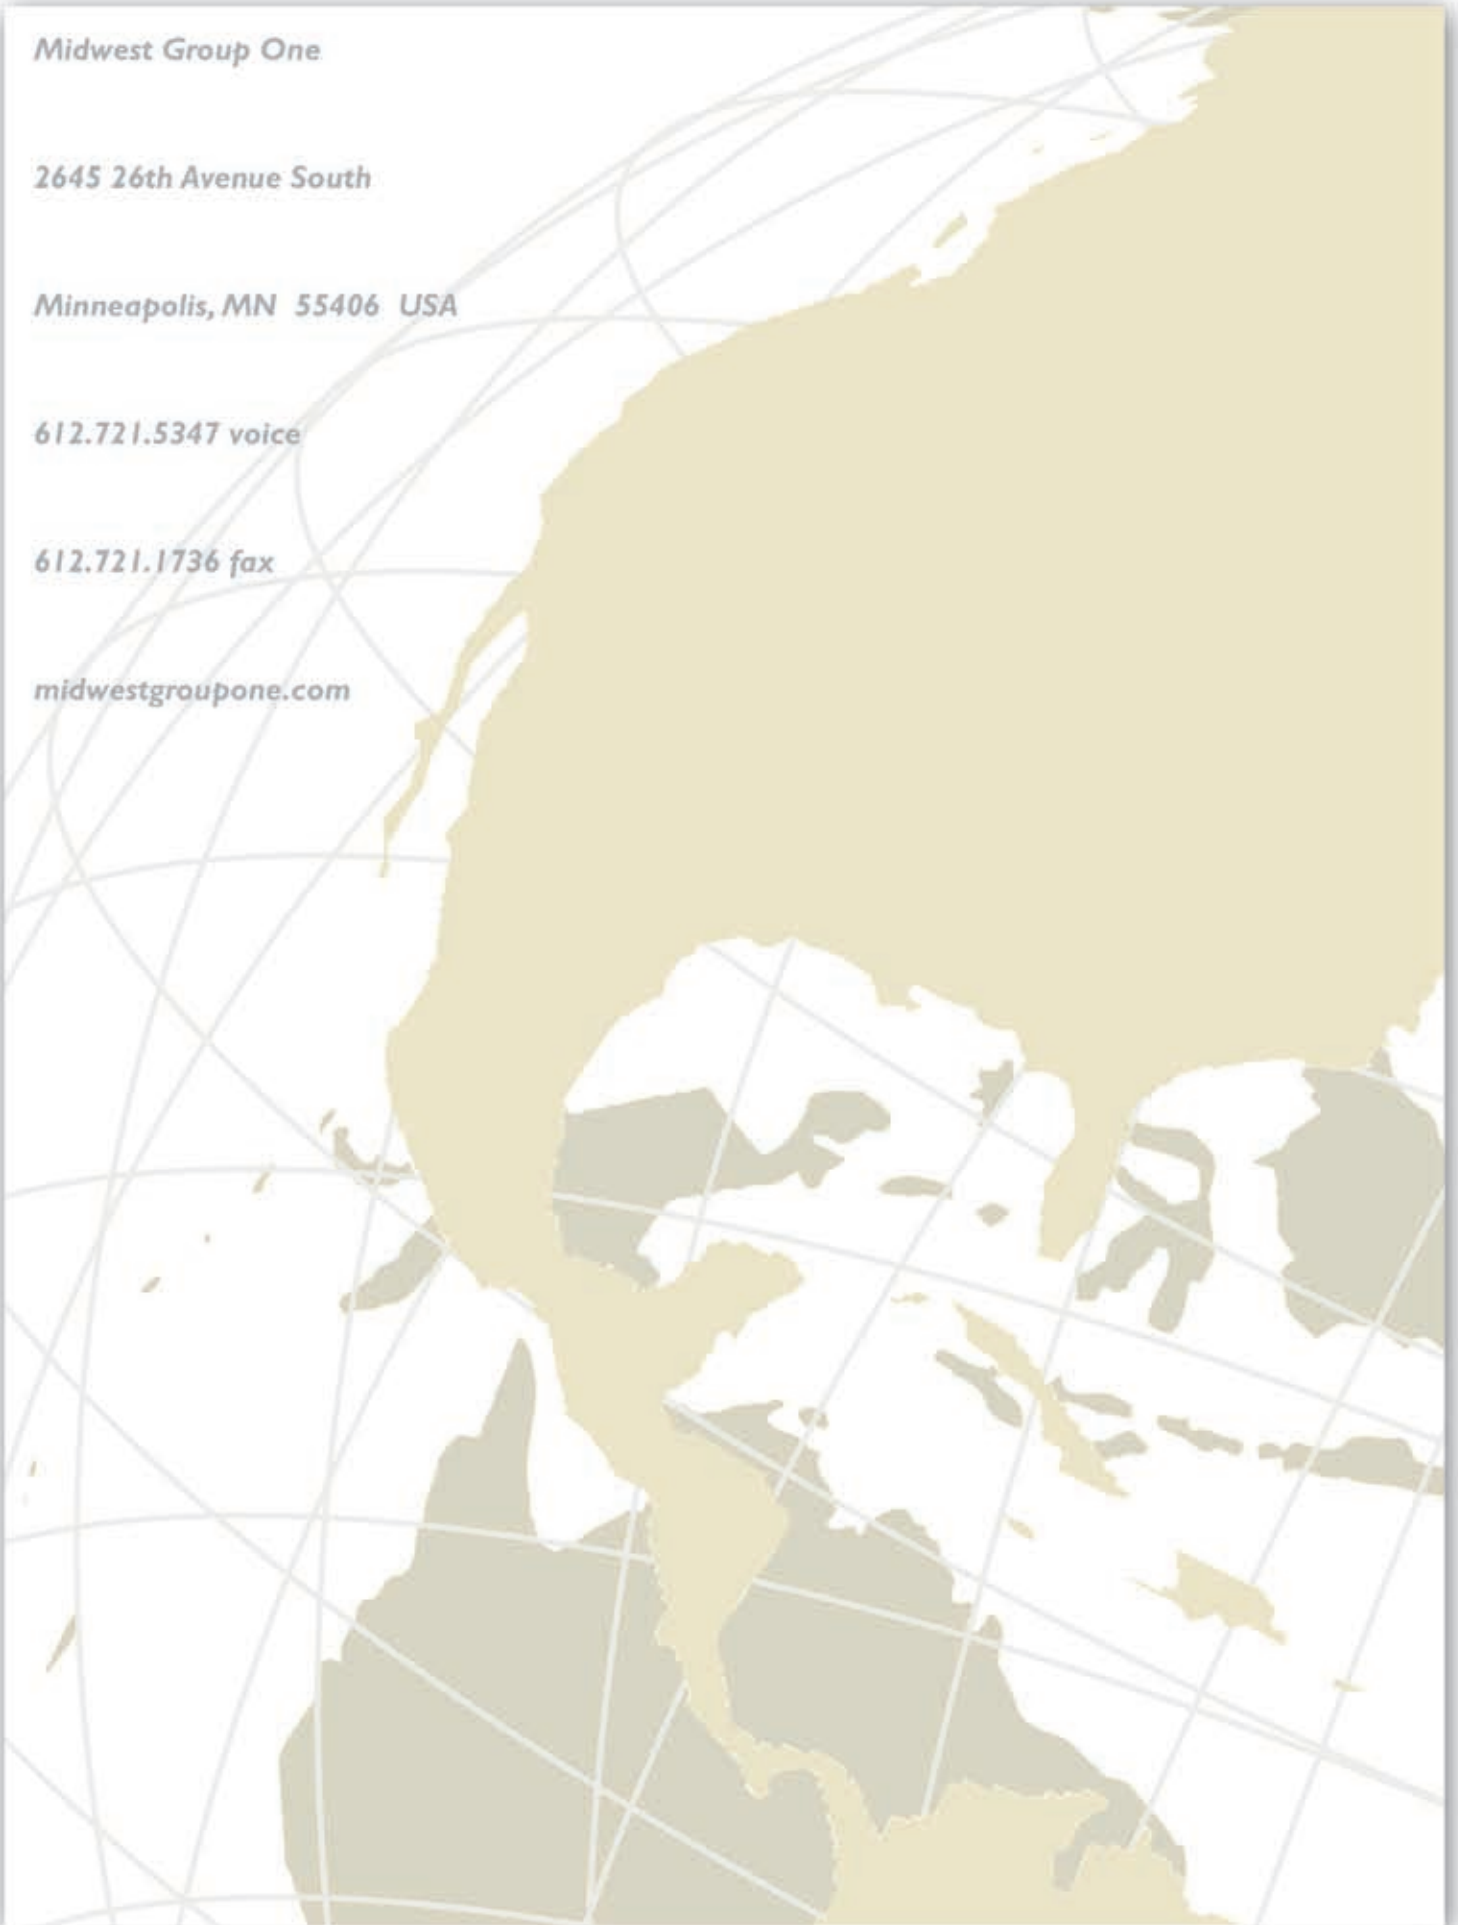 Midwest Group One
2645 26th Avenue South
Minneapolis, MN  55406  USA
612.721.5347 voice
612.721.1736 fax
midwestgroupone.com